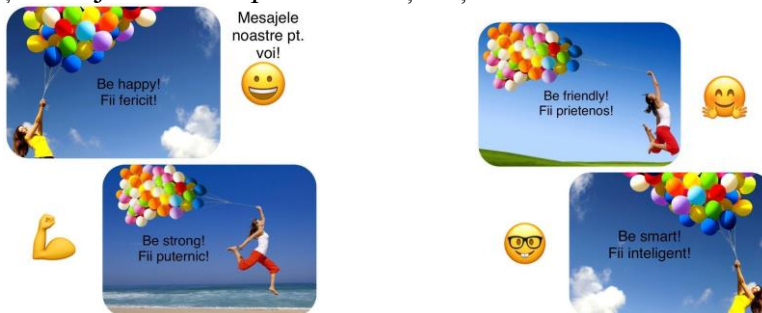 Mesajele
noastre pt.
voi!
Be happy!
Fii fericit!
Be friendly!
Fii prietenos!
Be strong!
Fii puternic!
Be smart!
Fii inteligent!